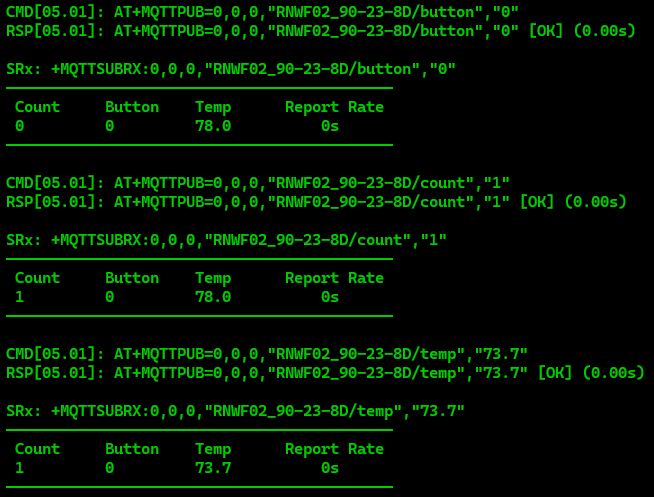 CMD[05.01]: AT+MQTTPUB=0,0,0,"RNWF02_90-23-8D/button","0"
RSP[05.01]: AT+MQTTPUB=0,0,0,"RNWF02_90-23-8D/button","0" [OK] (0.00s)
SRx: +MQTTSUBRX:0,0,0,"RNWF02_90-23-8D/button","0"
Count Button Temp Report Rate
0 0 78.0 0s
CMD[05.01]: AT+MQTTPUB=0,0,0,"RNWF02_90-23-8D/count","1"
RSP[05.01]: AT+MQTTPUB=0,0,0,"RNWF02_90-23-8D/count","1" [OK] (0.00s)
SRx: +MQTTSUBRX:0,0,0,"RNWF02_90-23-8D/count","1"
Count Button Temp Report Rate
1 0 78.0 0s
CMD[05.01]: AT+MQTTPUB=0,0,0,"RNWF02_90-23-8D/temp","73.7"
RSP[05.01]: AT+MQTTPUB=0,0,0,"RNWF02_90-23-8D/temp","73.7" [OK] (0.00s)
SRx: +MQTTSUBRX:0,0,0,"RNWF02_90-23-8D/temp","73.7"
Count Button Temp Report Rate
1 0 73.7 0s